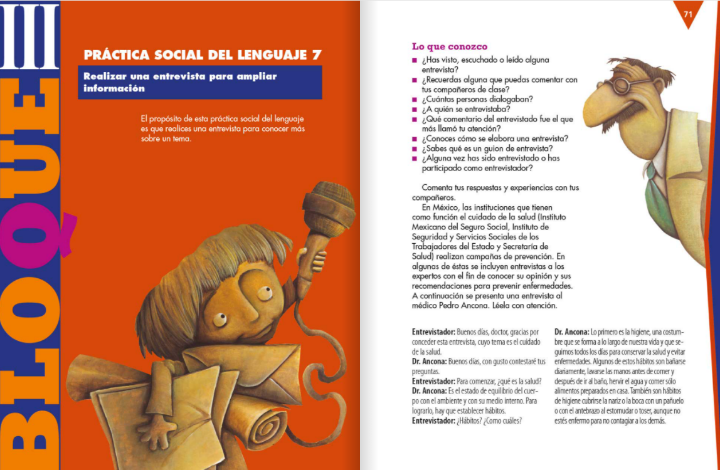 BLOQUE III
PRÁCTICA SOCIAL DEL LENGUAJE 7
Realizar una entrevista para ampliar
información
El propósito de esta práctica social del lenguaje
es que realices una entrevista para conocer más
sobre un tema.
71
Lo que conozco
■ ¿Has visto, escuchado o leído alguna
entrevista?
■ ¿Recuerdas alguna que puedas comentar con
tus compañeros de clase?
■ ¿Cuántas personas dialogaban?
■ ¿A quién se entrevistaba?
■ ¿Qué comentario del entrevistado fue el que
más llamó tu atención?
■ ¿Conoces cómo se elabora una entrevista?
■ ¿Sabes qué es un guion de entrevista?
■ ¿Alguna vez has sido entrevistado o has
participado como entrevistador?
Comenta tus respuestas y experiencias con tus
compañeros.
En México, las instituciones que tienen
como función el cuidado de la salud (Instituto
Mexicano del Seguro Social, Instituto de
Seguridad y Servicios Sociales de los
Trabajadores del Estado y Secretaría de
Salud) realizan campañas de prevención. En
algunas de éstas se incluyen entrevistas a los
expertos con el fin de conocer su opinión y sus
recomendaciones para prevenir enfermedades.
A continuación se presenta una entrevista al
médico Pedro Ancona. Léela con atención.
Entrevistador: Buenos días, doctor, gracias por
conceder esta entrevista, cuyo tema es el cuidado
de la salud.
Dr. Ancona: Buenos días, con gusto contestaré tus
preguntas.
Entrevistador: Para comenzar, ¿qué es la salud?
Dr. Ancona: Es el estado de equilibrio del cuer-
po con el ambiente y con su medio interno. Para
lograrlo, hay que establecer hábitos.
Entrevistador: ¿Hábitos? ¿Como cuáles?
Dr. Ancona: Lo primero es la higiene, una costum-
bre que se forma a lo largo de nuestra vida y que se-
guimos todos los días para conservar la salud y evitar
enfermedades. Algunos de estos hábitos son bañarse
diariamente, lavarse las manos antes de comer y
después de ir al baño, hervir el agua y comer sólo
alimentos preparados en casa. También son hábitos
de higiene cubrirse la nariz o la boca con un pañuelo
o con el antebrazo al estornudar o toser, aunque no
estés enfermo para no contagiar a los demás.